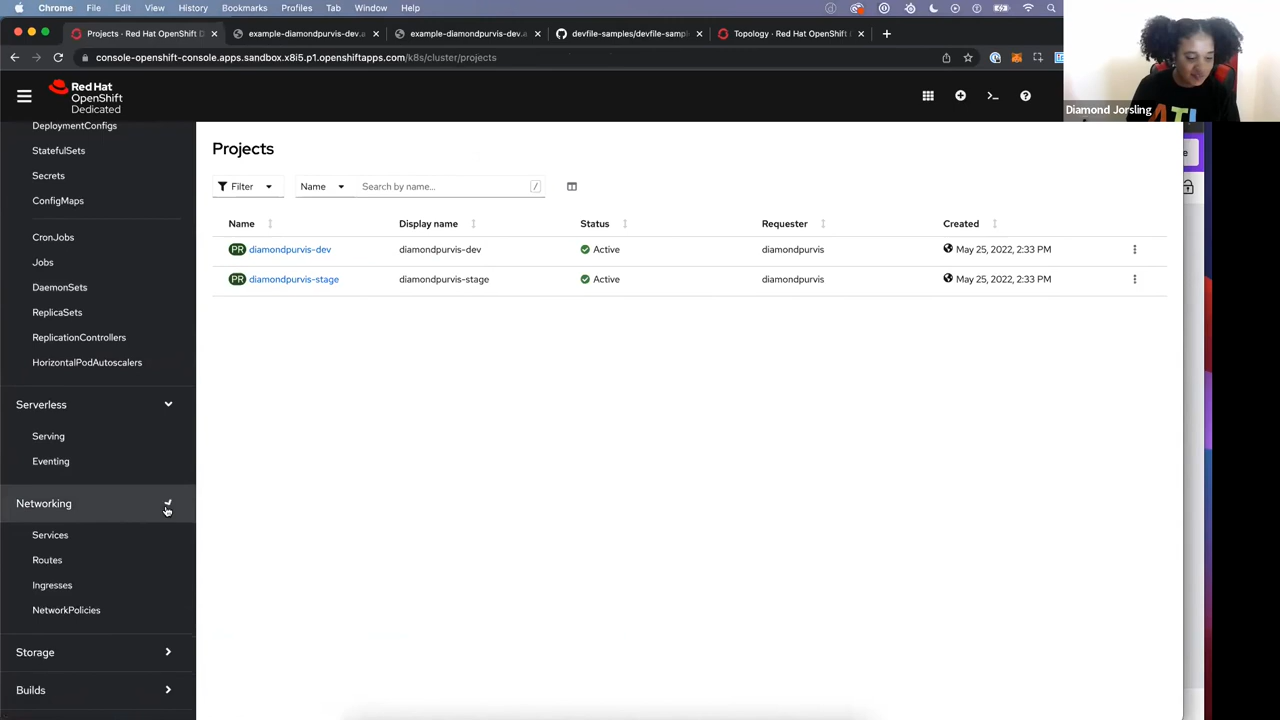 Chrome File Edit View History Bookmarks Profiles Tab Window Help
Projects · Red Hat OpenShift D
example-diamondpurvis-dev.a
example-diamondpurvis-dev.a
devfile-samples/devfile-sampl
Topology · Red Hat OpenShift
console-openshift-console.apps.sandbox.x8i5.p1.openshiftapps.com/k8s/cluster/projects
Red Hat
OpenShift
Dedicated
Diamond Jorsling
ATL
DeploymentConfigs
StatefulSets
Secrets
ConfigMaps
CronJobs
Jobs
DaemonSets
ReplicaSets
ReplicationControllers
HorizontalPodAutoscalers
Serverless
Serving
Eventing
Networking
Services
Routes
Ingresses
NetworkPolicies
Storage
Builds
Projects
Filter Name Search by name... /
Name Display name Status Requester Created
PR diamondpurvis-dev diamondpurvis-dev Active diamondpurvis May 25, 2022, 2:33 PM
PR diamondpurvis-stage diamondpurvis-stage Active diamondpurvis May 25, 2022, 2:33 PM